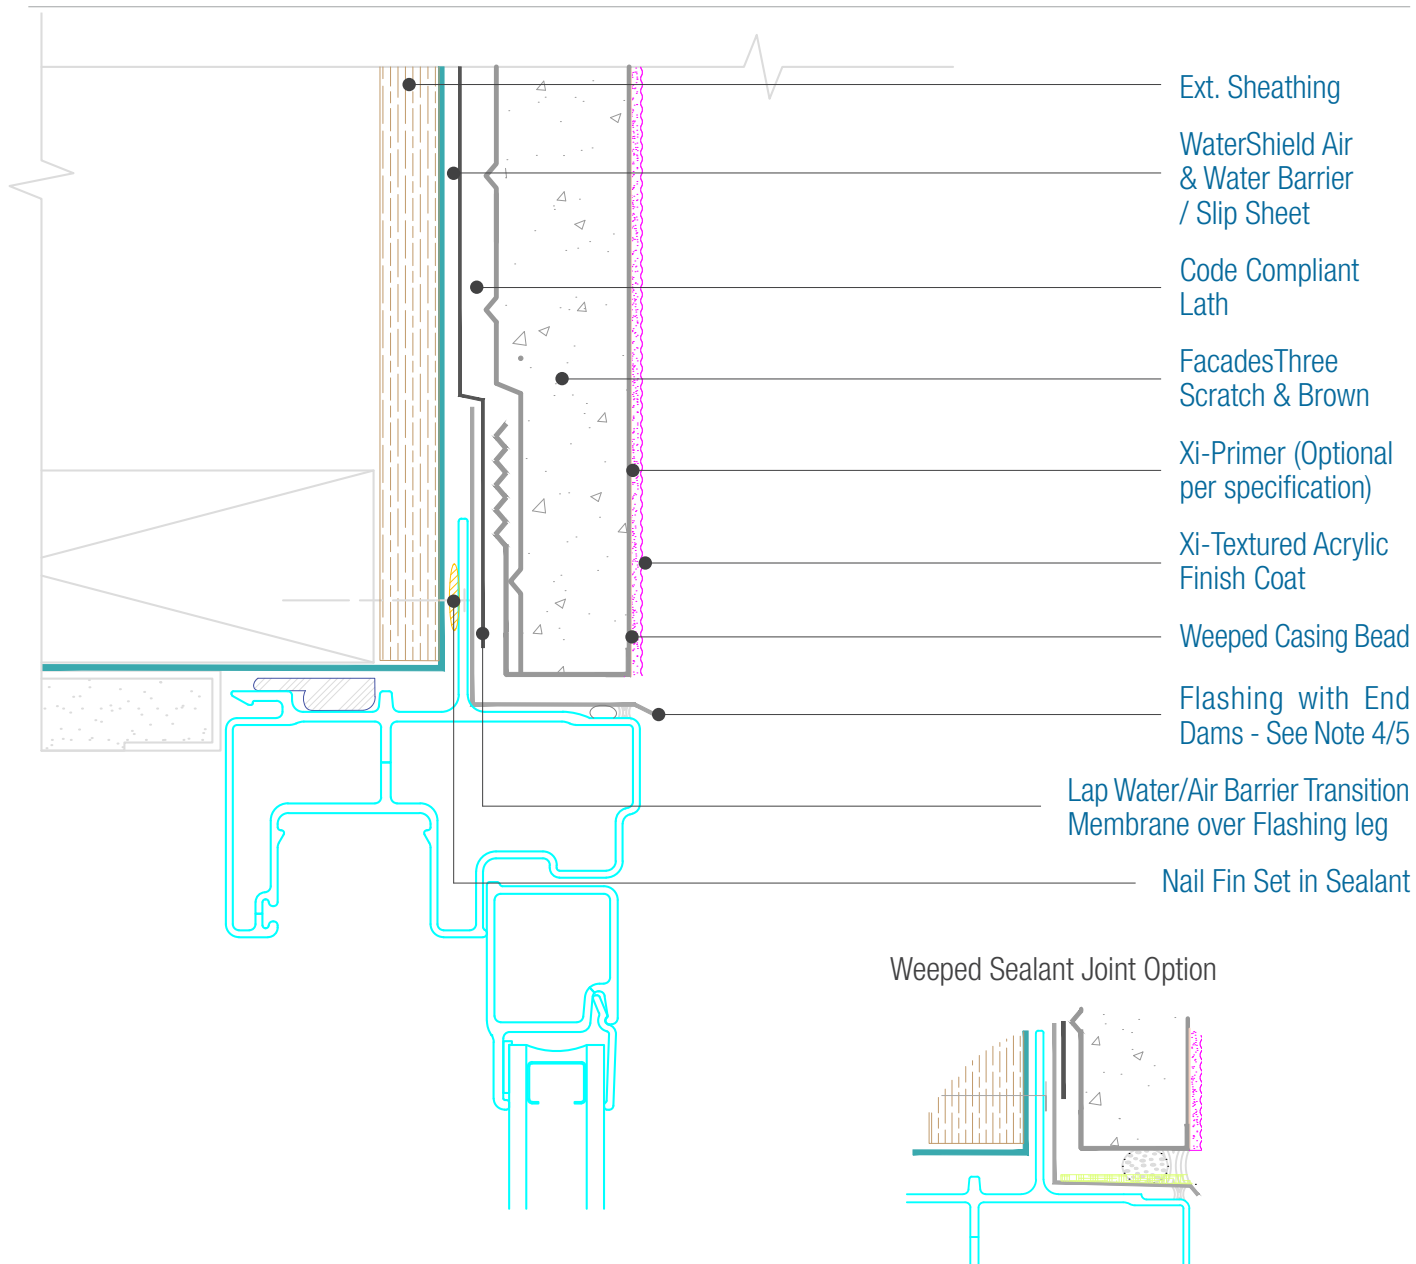 Ext. Sheathing
WaterShield Air
& Water Barrier
/ Slip Sheet
Code Compliant
Lath
FacadesThree
Scratch & Brown
Xi-Primer (Optional
per specification)
Xi-Textured Acrylic
Finish Coat
Weeped Casing Bead
Flashing with End
Dams - See Note 4/5
Lap Water/Air Barrier Transition
Membrane over Flashing leg
Nail Fin Set in Sealant
Weeped Sealant Joint Option